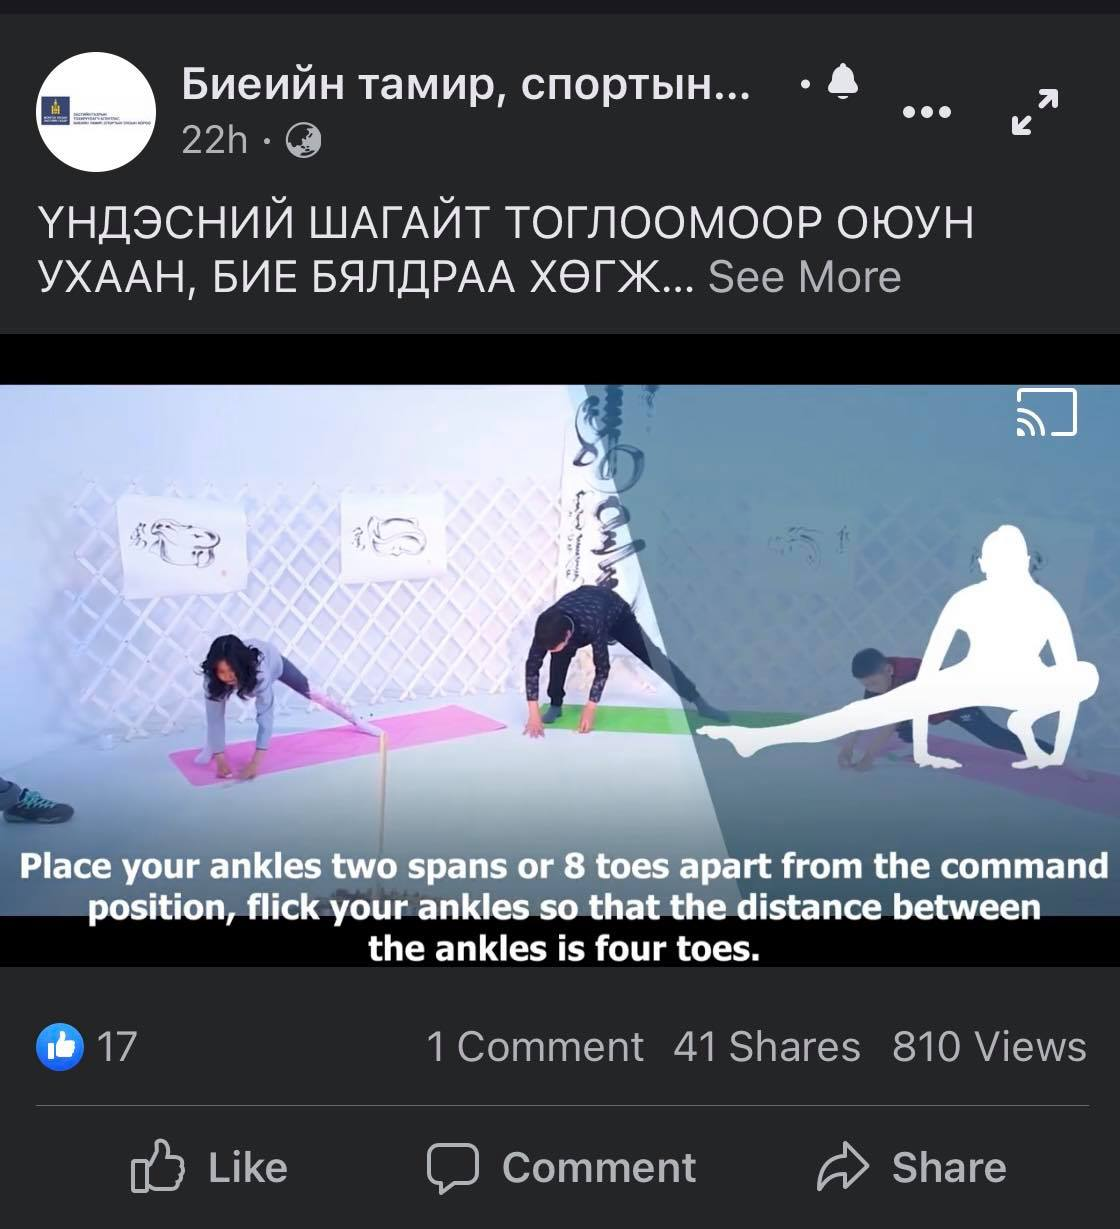 Биеийн тамир, спортын...
22h
ҮНДЭСНИЙ ШАГАЙТ ТОГЛООМООР ОЮУН
УХААН, БИЕ БЯЛДРАА ХӨГЖ... See More
Place your ankles two spans or 8 toes apart from the command
position, flick your ankles so that the distance between
the ankles is four toes.
17
1 Comment 41 Shares 810 Views
Like Comment Share